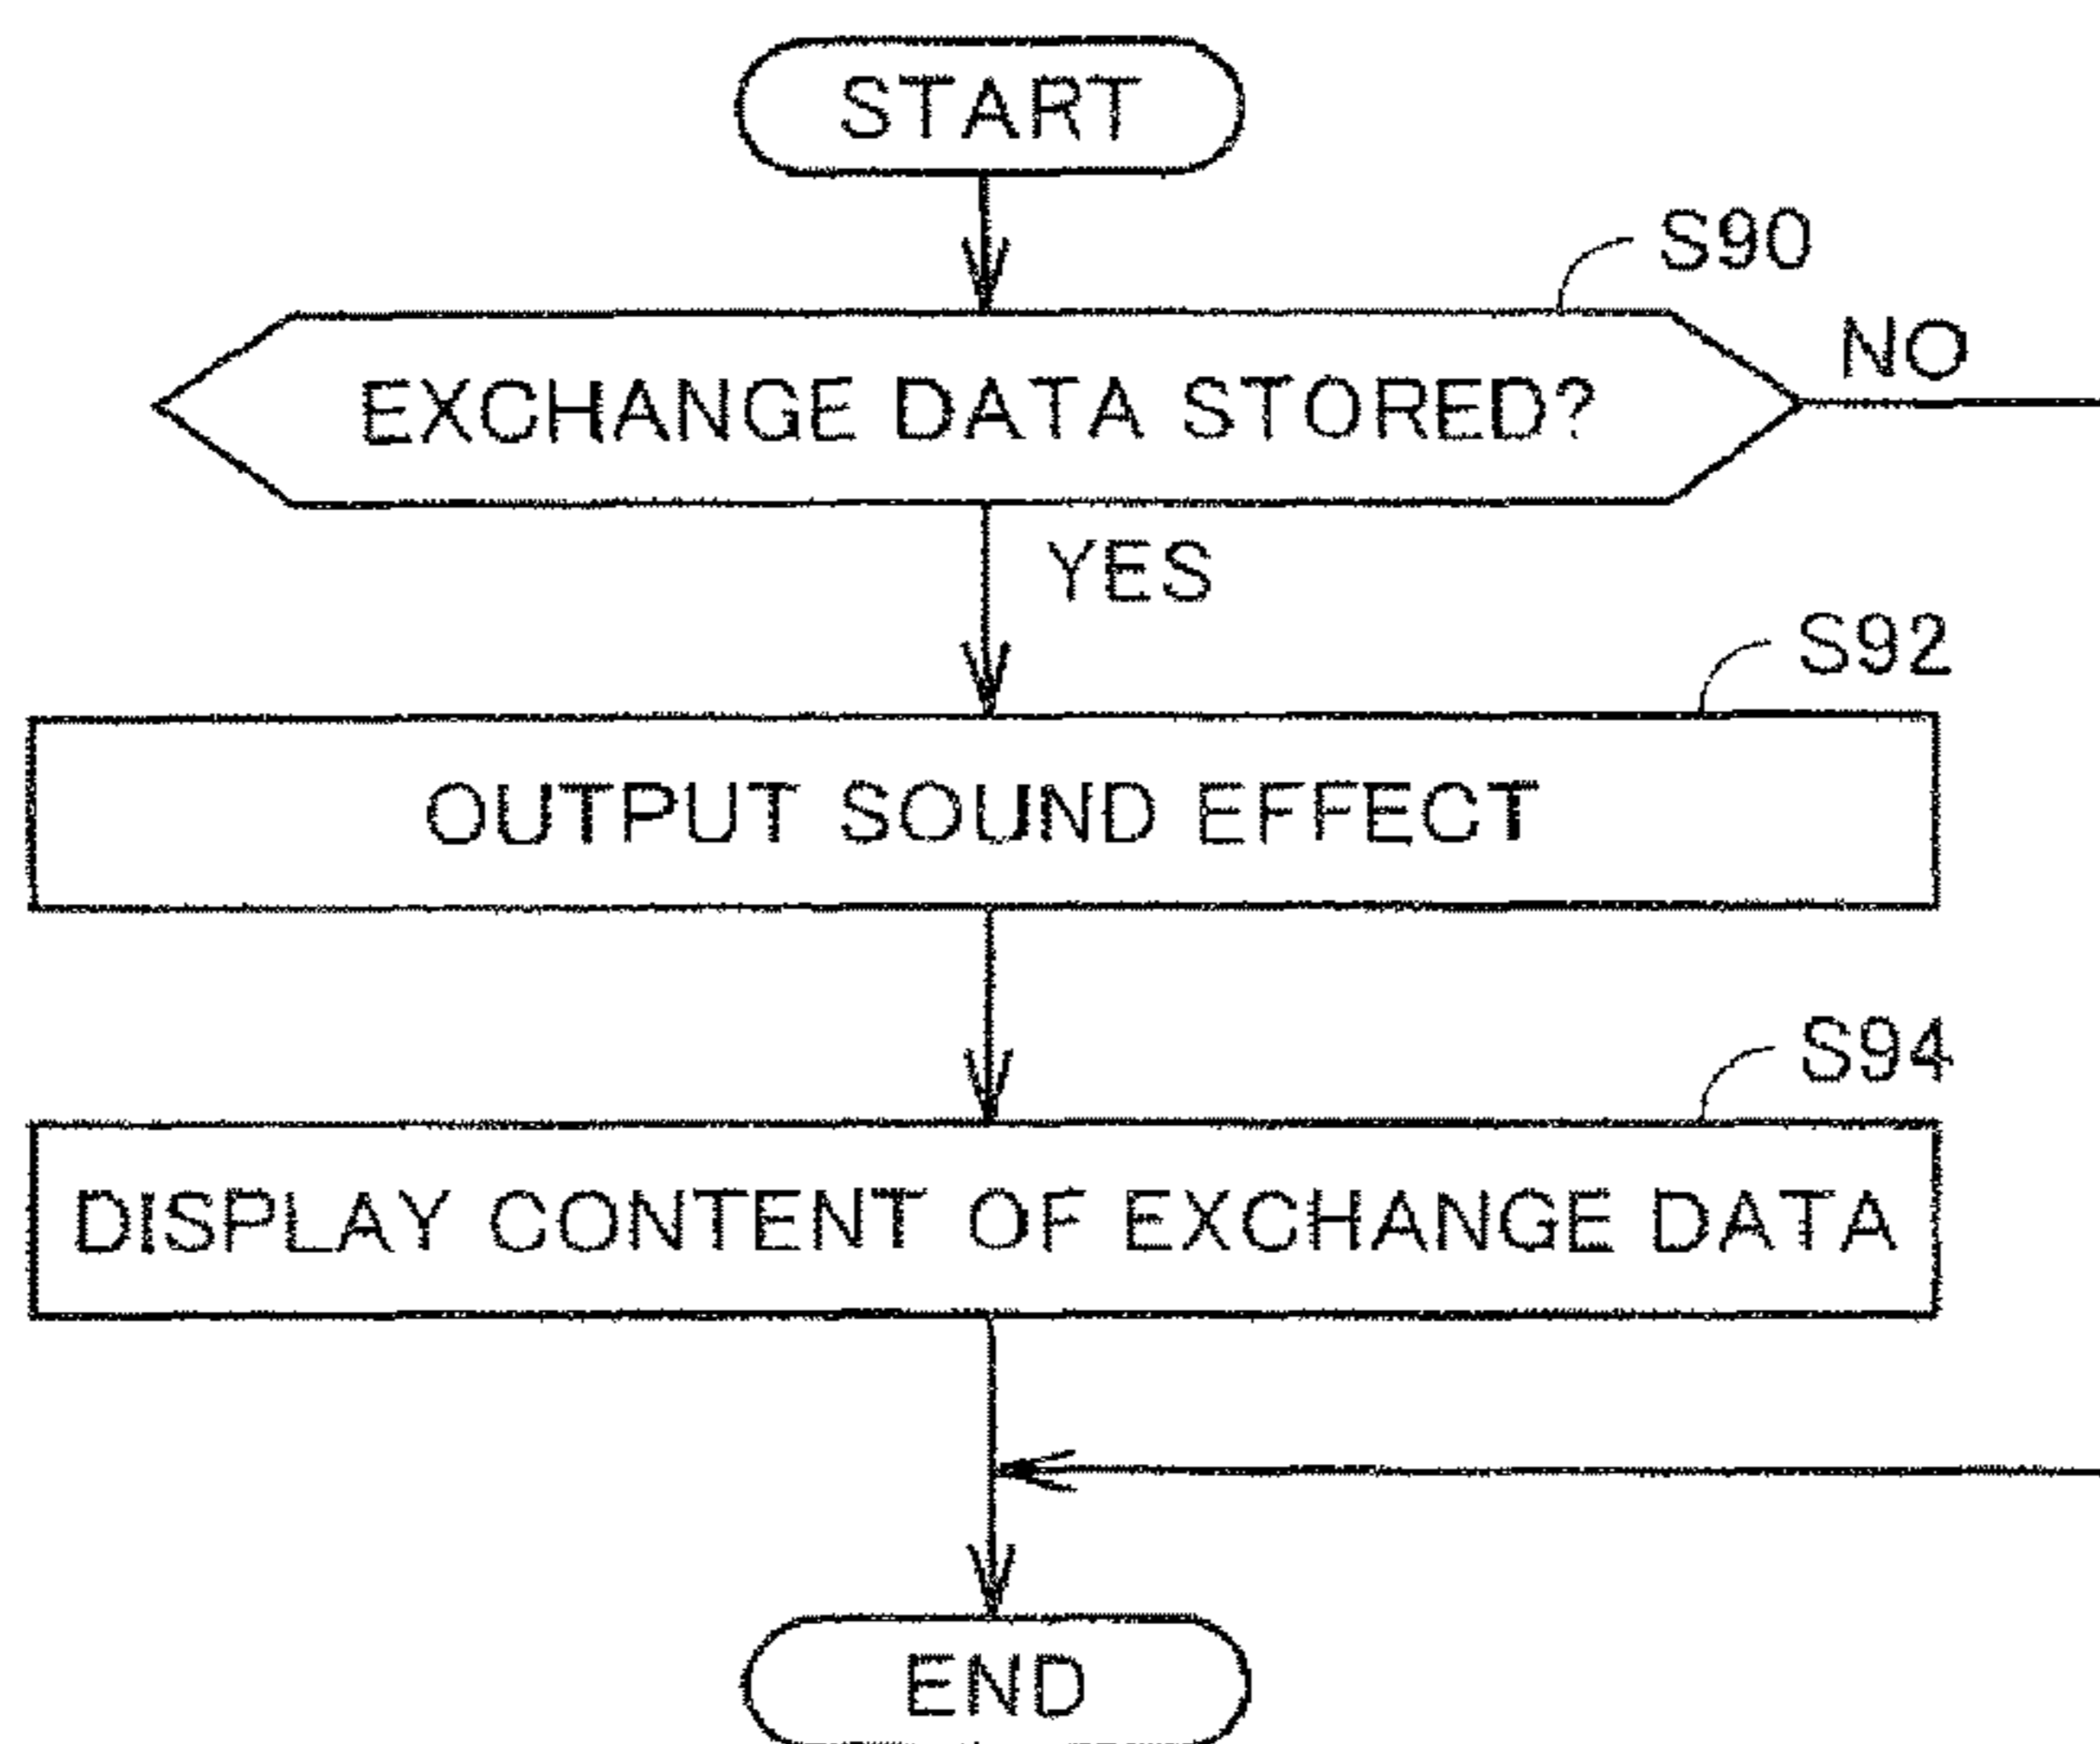 START
S90
EXCHANGE DATA STORED?
NO
YES
S92
OUTPUT SOUND EFFECT
S94
DISPLAY CONTENT OF EXCHANGE DATA
END